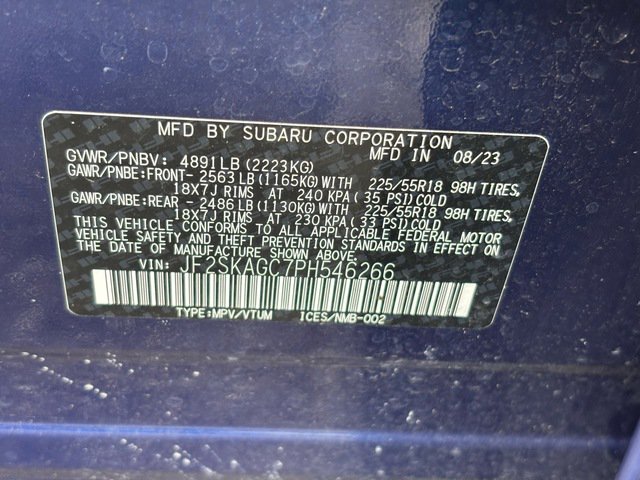 MFD BY SUBARU CORPORATION
GVWR/PNBV: 4891LB (2223KG) MFD IN 08/23
GAWR/PNBE:FRONT- 2563LB (1165KG) WITH 225/55R18 98H TIRES,
18X7J RIMS AT 240 KPA ( 35 PSI) COLD
GAWR/PNBE:REAR - 2486LB (1130KG) WITH 225/55R18 98H TIRES,
18X7J RIMS AT 230 KPA ( 33 PSI) COLD
THIS VEHICLE CONFORMS TO ALL APPLICABLE FEDERAL MOTOR
VEHICLE SAFETY AND THEFT PREVENTION STANDARDS IN EFFECT ON
THE DATE OF MANUFACTURE SHOWN ABOVE.
VIN: JF2SKAGC7PH546266
TYPE:MPV/VTUM ICES/NMB-002